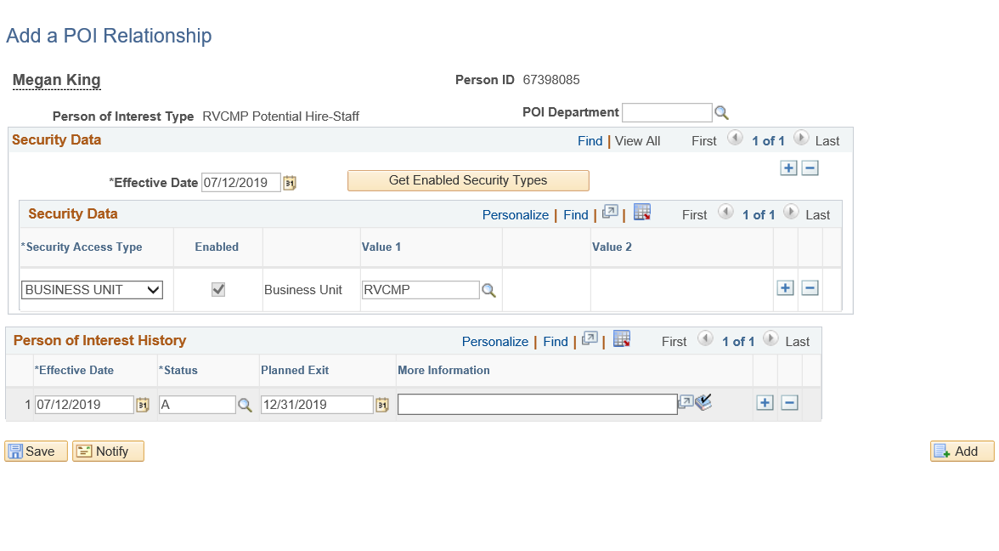 Add a POI Relationship
Megan King Person ID 67398085
Person of Interest Type RVCMP Potential Hire-Staff POI Department
Security Data Find | View All First 1 of 1 Last
*Effective Date 07/12/2019 31 Get Enabled Security Types
Security Data Personalize | Find | | First 1 of 1 Last
*Security Access Type Enabled Value 1 Value 2
BUSINESS UNIT Business Unit RVCMP
Person of Interest History Personalize | Find | | First 1 of 1 Last
*Effective Date *Status Planned Exit More Information
1 07/12/2019 31 A 12/31/2019 31
Save Notify Add